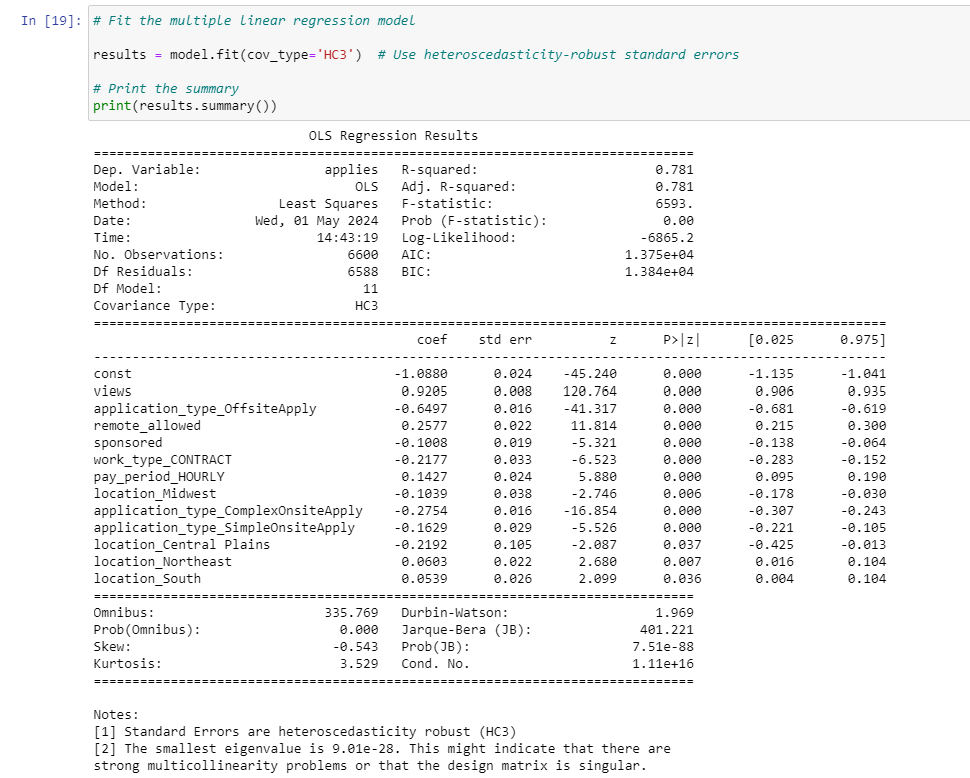 In [19]: # Fit the multiple linear regression model
results = model.fit(cov_type='HC3')  # Use heteroscedasticity-robust standard errors
# Print the summary
print(results.summary())
OLS Regression Results
==============================================================================
Dep. Variable: applies R-squared: 0.781
Model: OLS Adj. R-squared: 0.781
Method: Least Squares F-statistic: 6593.
Date: Wed, 01 May 2024 Prob (F-statistic): 0.00
Time: 14:43:19 Log-Likelihood: -6865.2
No. Observations: 6600 AIC: 1.375e+04
Df Residuals: 6588 BIC: 1.384e+04
Df Model: 11
Covariance Type: HC3
=======================================================================================================
coef std err z P>|z| [0.025 0.975]
-------------------------------------------------------------------------------------------------------
const -1.0880 0.024 -45.240 0.000 -1.135 -1.041
views 0.9205 0.008 120.764 0.000 0.906 0.935
application_type_OffsiteApply -0.6497 0.016 -41.317 0.000 -0.681 -0.619
remote_allowed 0.2577 0.022 11.814 0.000 0.215 0.300
sponsored -0.1008 0.019 -5.321 0.000 -0.138 -0.064
work_type_CONTRACT -0.2177 0.033 -6.523 0.000 -0.283 -0.152
pay_period_HOURLY 0.1427 0.024 5.880 0.000 0.095 0.190
location_Midwest -0.1039 0.038 -2.746 0.006 -0.178 -0.030
application_type_ComplexOnsiteApply -0.2754 0.016 -16.854 0.000 -0.307 -0.243
application_type_SimpleOnsiteApply -0.1629 0.029 -5.526 0.000 -0.221 -0.105
location_Central Plains -0.2192 0.105 -2.087 0.037 -0.425 -0.013
location_Northeast 0.0603 0.022 2.680 0.007 0.016 0.104
location_South 0.0539 0.026 2.099 0.036 0.004 0.104
==============================================================================
Omnibus: 335.769 Durbin-Watson: 1.969
Prob(Omnibus): 0.000 Jarque-Bera (JB): 401.221
Skew: -0.543 Prob(JB): 7.51e-88
Kurtosis: 3.529 Cond. No. 1.11e+16
==============================================================================
Notes:
[1] Standard Errors are heteroscedasticity robust (HC3)
[2] The smallest eigenvalue is 9.01e-28. This might indicate that there are
strong multicollinearity problems or that the design matrix is singular.